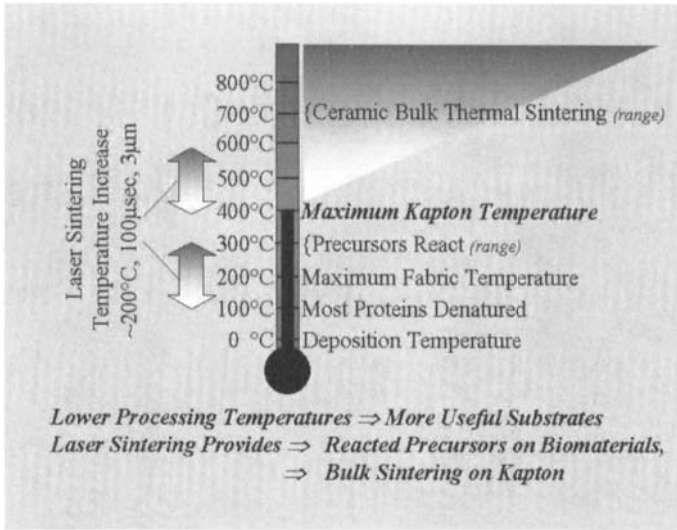 800°C
700°C {Ceramic Bulk Thermal Sintering (range)
600°C
500°C
400°C Maximum Kapton Temperature
300°C {Precursors React (range)
200°C Maximum Fabric Temperature
100°C Most Proteins Denatured
0 °C Deposition Temperature
Laser Sintering
Temperature Increase
~200°C, 100μsec, 3μm
Lower Processing Temperatures ⇒ More Useful Substrates
Laser Sintering Provides ⇒ Reacted Precursors on Biomaterials,
⇒ Bulk Sintering on Kapton